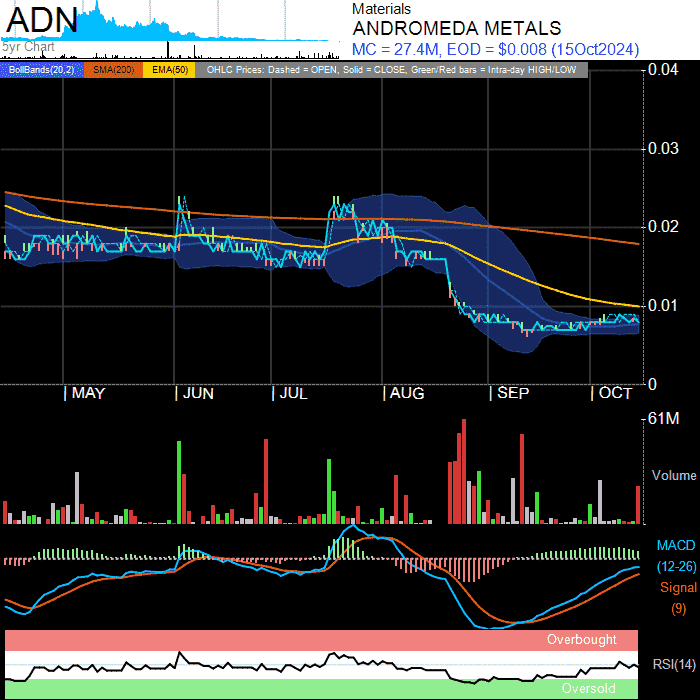 ADN
5yr Chart
Materials
ANDROMEDA METALS
MC = 27.4M, EOD = $0.008 (15Oct2024)
BollBands(20,2) SMA(200) EMA(50) OHLC Prices: Dashed = OPEN, Solid = CLOSE, Green/Red bars = Intra-day HIGH/LOW
0.04
0.03
0.02
0.01
0
| MAY | JUN | JUL | AUG | SEP | OCT
61M
Volume
MACD
(12-26)
Signal
(9)
Overbought
RSI(14)
Oversold